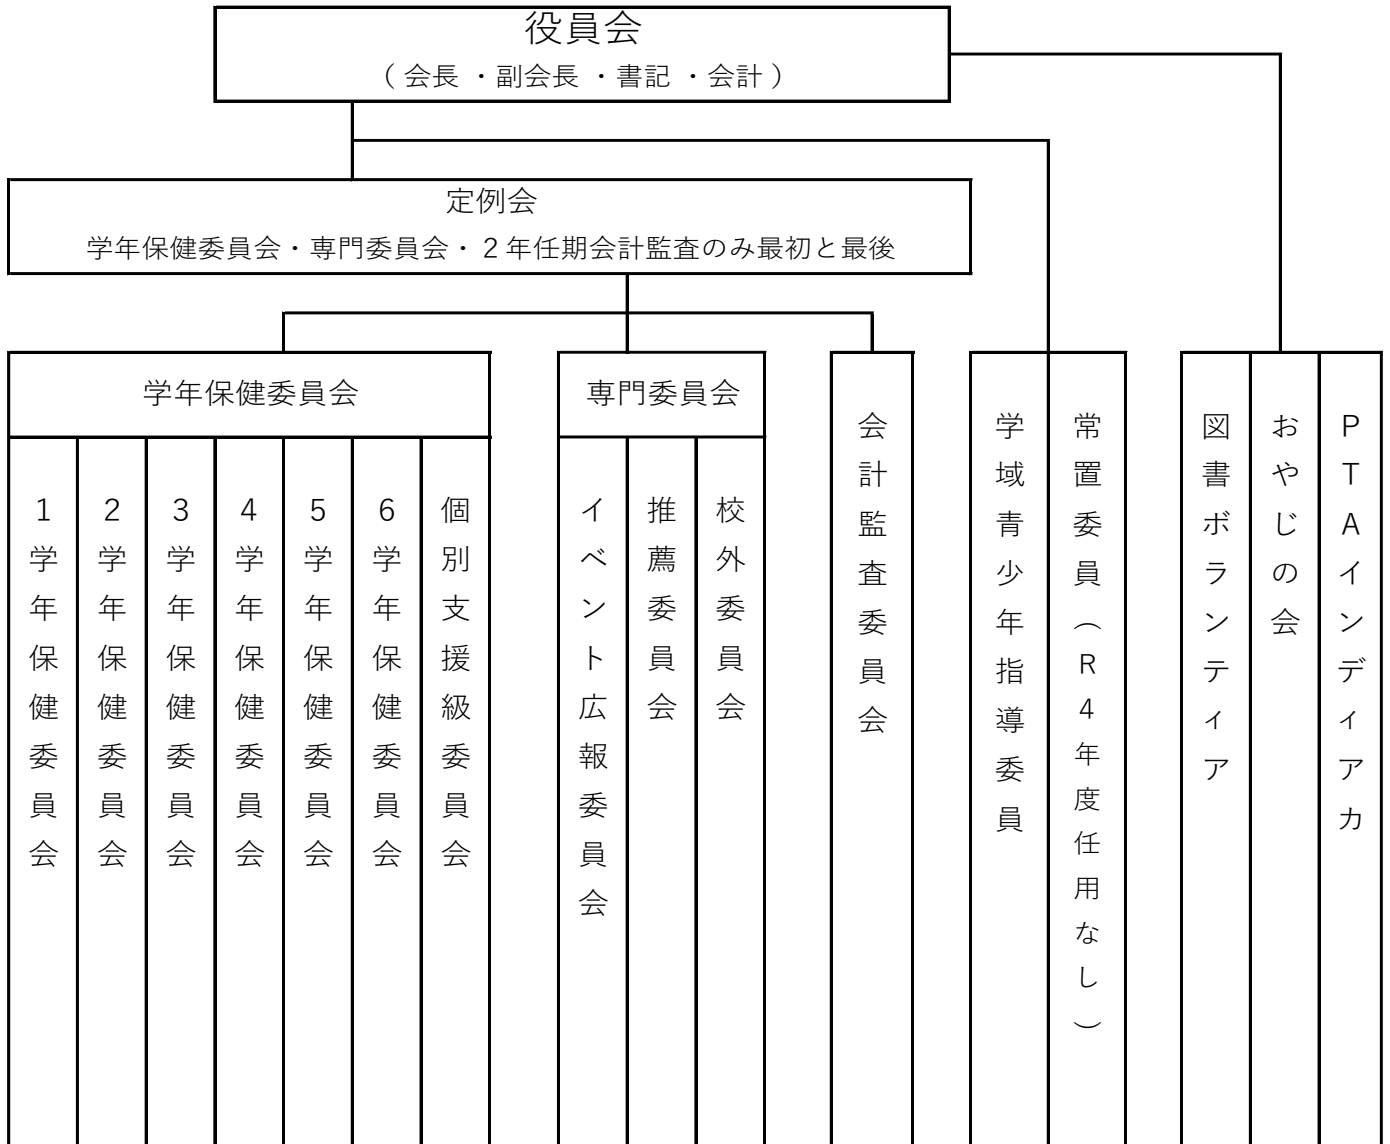 役員会
（ 会長 ・副会長 ・書記 ・会計 ）
定例会
学年保健委員会・専門委員会・２年任期会計監査のみ最初と最後
学年保健委員会
1学年保健委員会
2学年保健委員会
3学年保健委員会
4学年保健委員会
5学年保健委員会
6学年保健委員会
個別支援級委員会
専門委員会
イベント広報委員会
推薦委員会
校外委員会
会計監査委員会
学域青少年指導委員
常置委員（R4年度任用なし）
図書ボランティア
おやじの会
PTAインディアカ